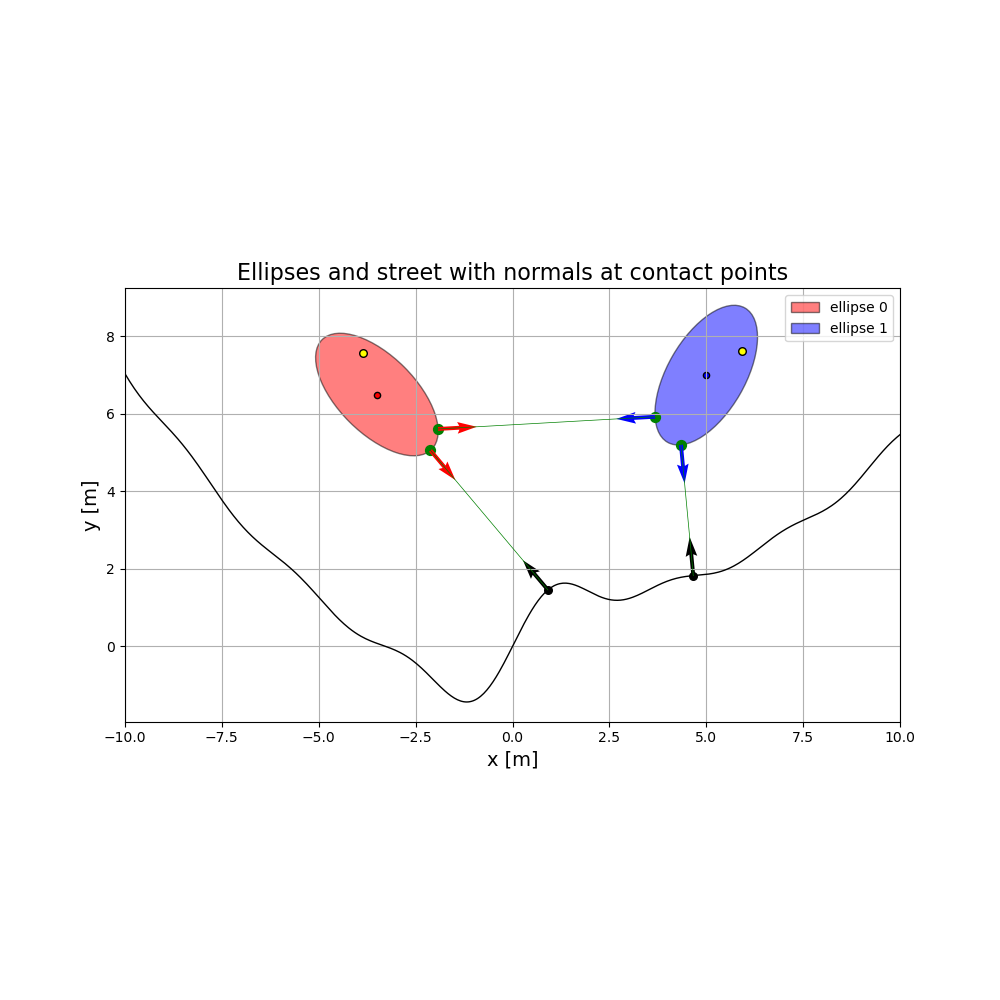 Ellipses and street with normals at contact points
ellipse 0
ellipse 1
y [m]
8
6
4
2
0
−10.0 −7.5 −5.0 −2.5 0.0 2.5 5.0 7.5 10.0
x [m]